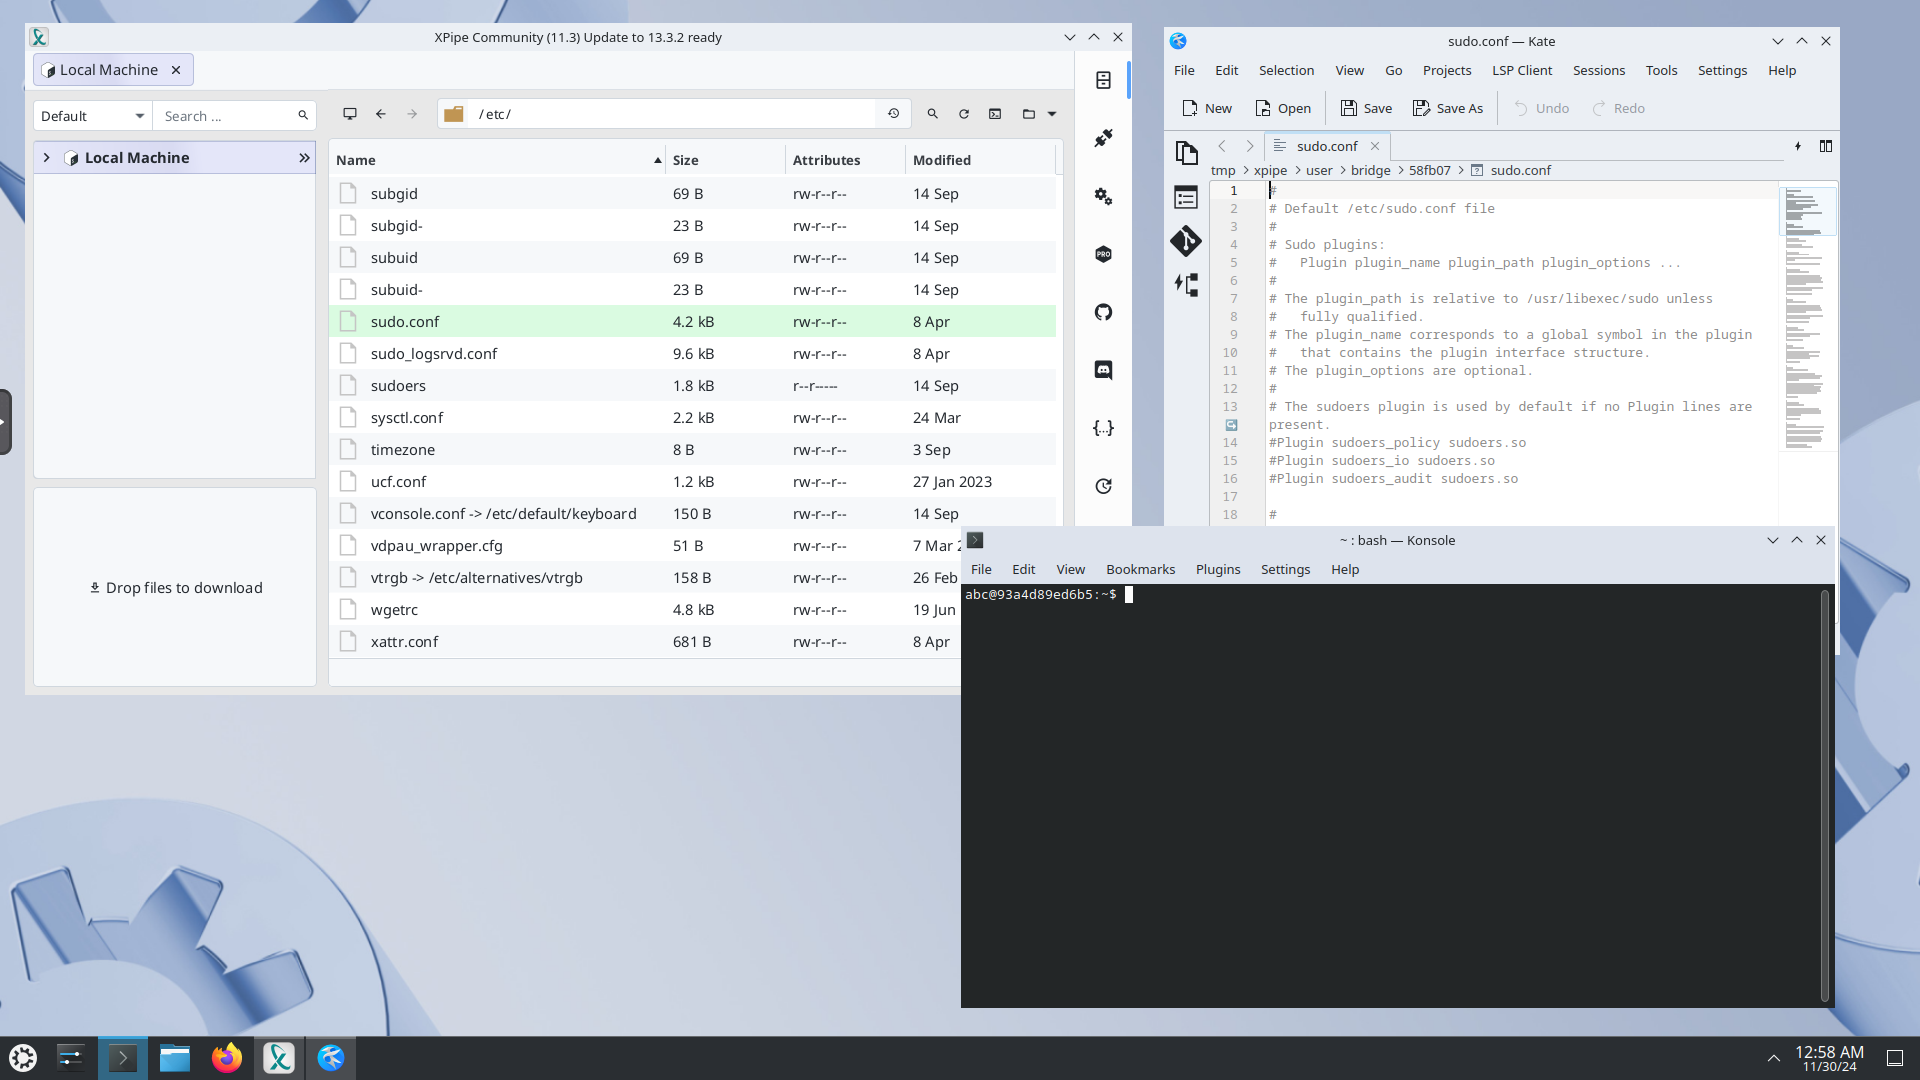 XPipe Community (11.3) Update to 13.3.2 ready
Local Machine
Default
Search ...
/ etc /
Local Machine
Drop files to download
Name Size Attributes Modified
subgid 69 B rw-r--r-- 14 Sep
subgid- 23 B rw-r--r-- 14 Sep
subuid 69 B rw-r--r-- 14 Sep
subuid- 23 B rw-r--r-- 14 Sep
sudo.conf 4.2 kB rw-r--r-- 8 Apr
sudo_logsrvd.conf 9.6 kB rw-r--r-- 8 Apr
sudoers 1.8 kB r--r----- 14 Sep
sysctl.conf 2.2 kB rw-r--r-- 24 Mar
timezone 8 B rw-r--r-- 3 Sep
ucf.conf 1.2 kB rw-r--r-- 27 Jan 2023
vconsole.conf -> /etc/default/keyboard 150 B rw-r--r-- 14 Sep
vdpau_wrapper.cfg 51 B rw-r--r-- 7 Mar
vtrgb -> /etc/alternatives/vtrgb 158 B rw-r--r-- 26 Feb
wgetrc 4.8 kB rw-r--r-- 19 Jun
xattr.conf 681 B rw-r--r-- 8 Apr
PRO
sudo.conf — Kate
File Edit Selection View Go Projects LSP Client Sessions Tools Settings Help
New Open Save Save As Undo Redo
sudo.conf
tmp > xpipe > user > bridge > 58fb07 > sudo.conf
1 #
2 # Default /etc/sudo.conf file
3 #
4 # Sudo plugins:
5 #   Plugin plugin_name plugin_path plugin_options ...
6 #
7 # The plugin_path is relative to /usr/libexec/sudo unless
8 #   fully qualified.
9 # The plugin_name corresponds to a global symbol in the plugin
10 #   that contains the plugin interface structure.
11 # The plugin_options are optional.
12 #
13 # The sudoers plugin is used by default if no Plugin lines are
present.
14 #Plugin sudoers_policy sudoers.so
15 #Plugin sudoers_io sudoers.so
16 #Plugin sudoers_audit sudoers.so
17
18 #
~ : bash — Konsole
File Edit View Bookmarks Plugins Settings Help
abc@93a4d89ed6b5:~$
12:58 AM
11/30/24